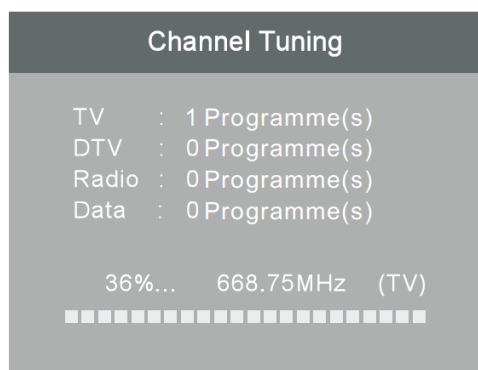 Channel Tuning
TV : 1 Programme(s)
DTV : 0 Programme(s)
Radio : 0 Programme(s)
Data : 0 Programme(s)
36%... 668.75MHz (TV)